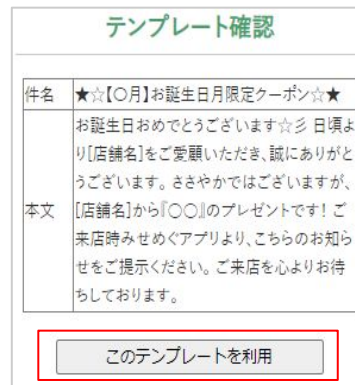 テンプレート確認
件名 ★☆【○月】お誕生日月限定クーポン☆★
お誕生日おめでとうございます☆彡 日頃よ
り[店舗名]をご愛顧いただき、誠にありがと
うございます。ささやかではございますが、
本文 [店舗名]から『○○』のプレゼントです！ご
来店時みせめぐアプリより、こちらのお知ら
せをご提示ください。ご来店を心よりお待
ちしております。
このテンプレートを利用